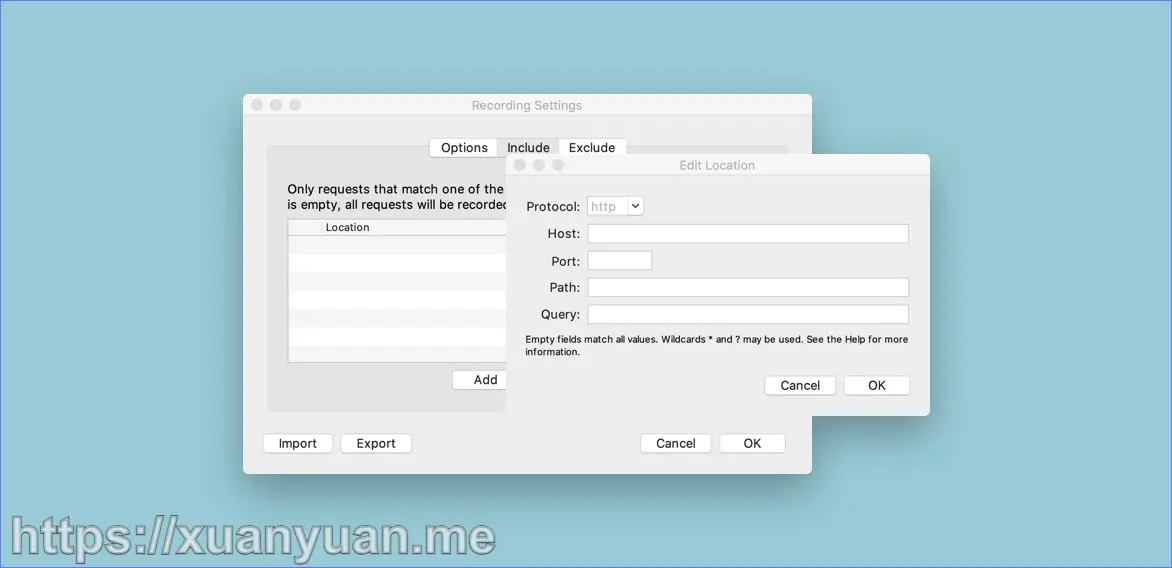 Recording Settings
Options Include Exclude
Edit Location
Only requests that match one of the
is empty, all requests will be recorded
Location
Add
Import Export
Cancel OK
Protocol: http
Host:
Port:
Path:
Query:
Empty fields match all values. Wildcards * and ? may be used. See the Help for more
information.
Cancel OK
https://xuanyuan.me